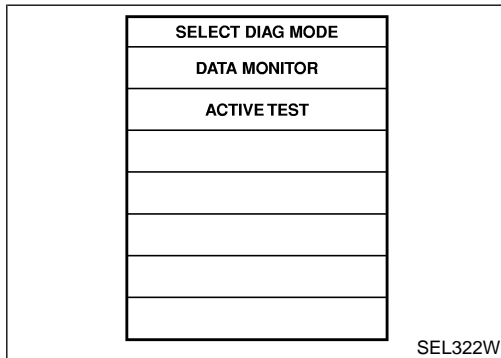 SELECT DIAG MODE
DATA MONITOR
ACTIVE TEST
SEL322W